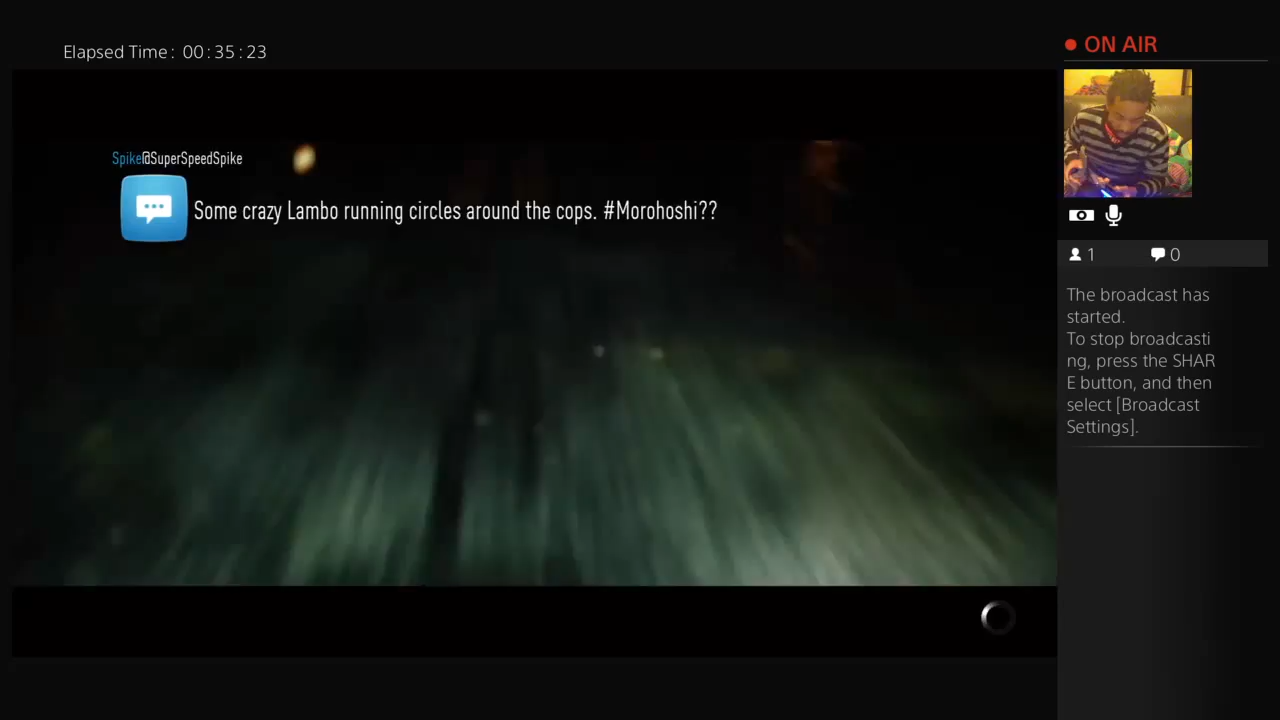 Elapsed Time: 00:35:23
ON AIR
Spike@SuperSpeedSpike
Some crazy Lambo running circles around the cops. #Morohoshi??
1
0
The broadcast has
started.
To stop broadcasti
ng, press the SHAR
E button, and then
select [Broadcast
Settings].